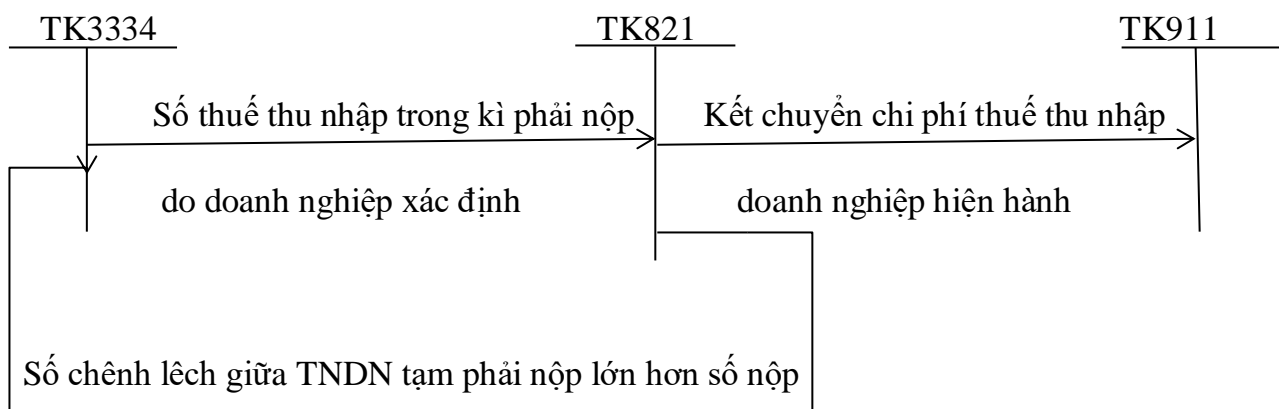 TK3334 TK821 TK911
Số thuế thu nhập trong kì phải nộp Kết chuyển chi phí thuế thu nhập
do doanh nghiệp xác định doanh nghiệp hiện hành
Số chênh lêch giữa TNDN tạm phải nộp lớn hơn số nộp